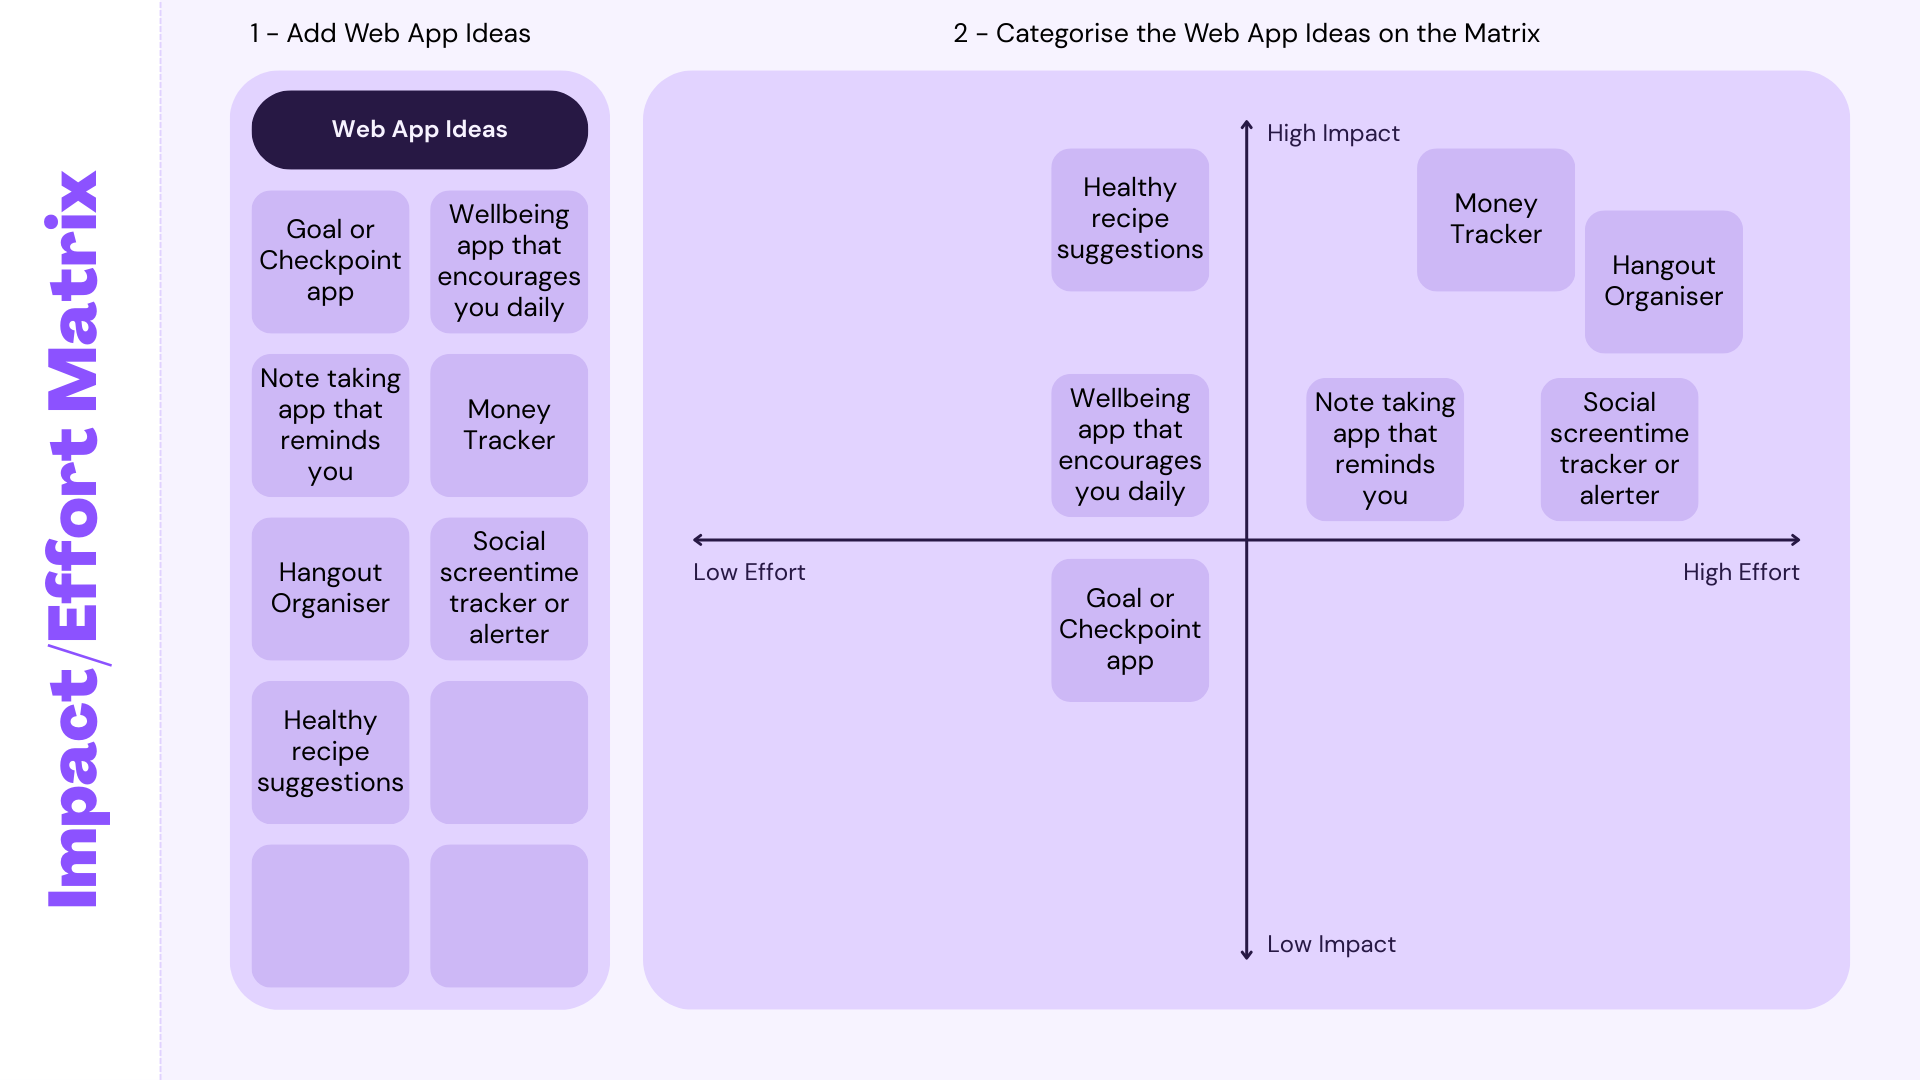 Impact/Effort Matrix
1 - Add Web App Ideas
Web App Ideas
Goal or
Checkpoint
app
Wellbeing
app that
encourages
you daily
Note taking
app that
reminds
you
Money
Tracker
Hangout
Organiser
Social
screentime
tracker or
alerter
Healthy
recipe
suggestions
2 - Categorise the Web App Ideas on the Matrix
High Impact
Healthy
recipe
suggestions
Money
Tracker
Hangout
Organiser
Wellbeing
app that
encourages
you daily
Note taking
app that
reminds
you
Social
screentime
tracker or
alerter
Low Effort
High Effort
Goal or
Checkpoint
app
Low Impact